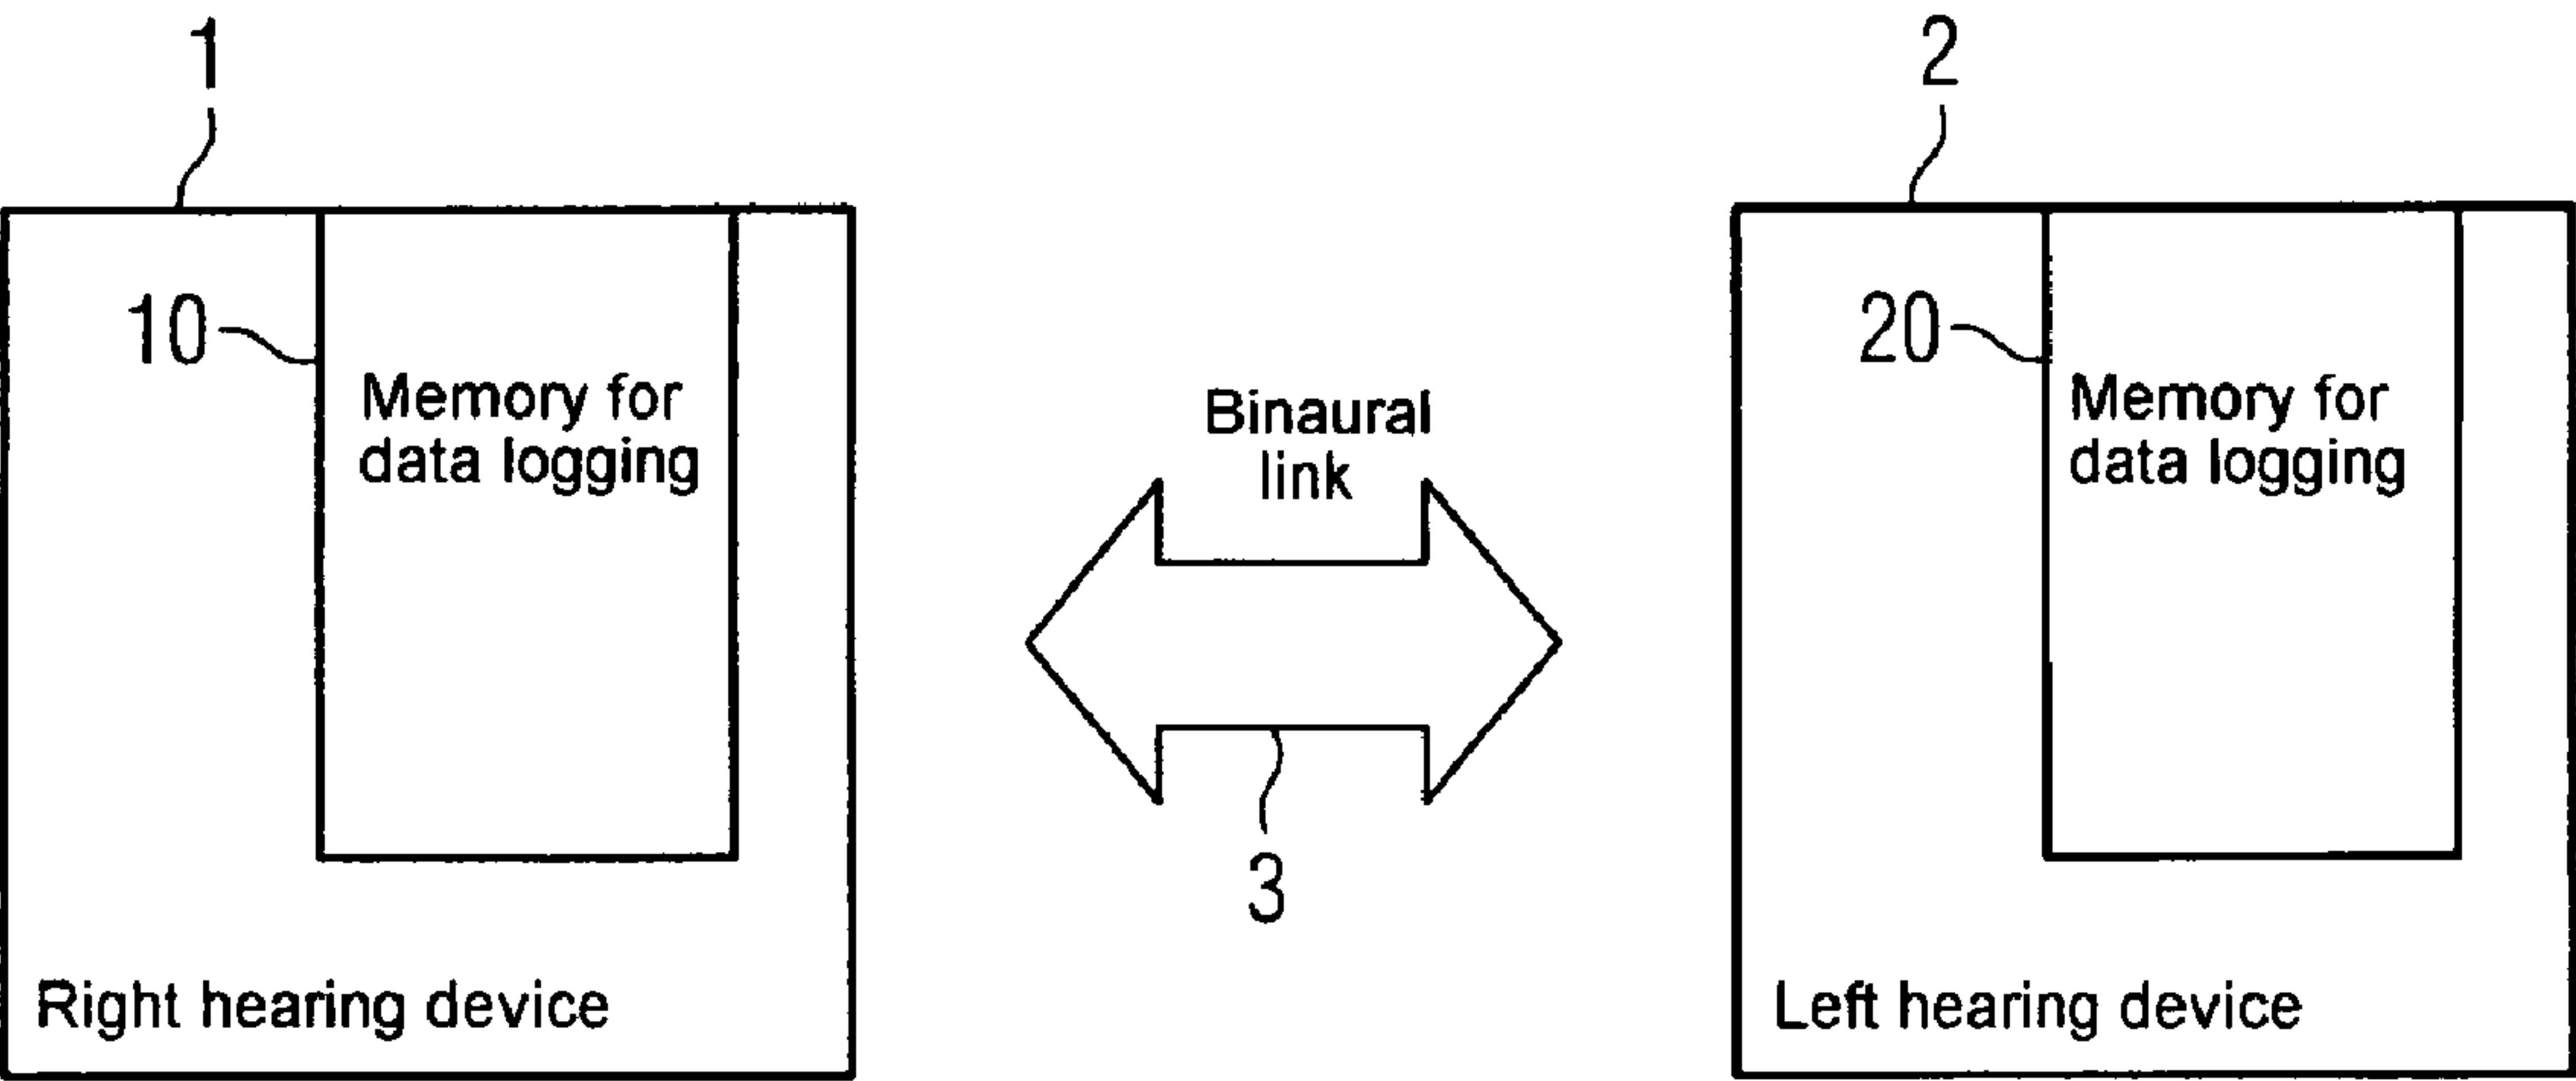 1
2
10
Memory for
data logging
Binaural
link
20
Memory for
data logging
3
Right hearing device
Left hearing device